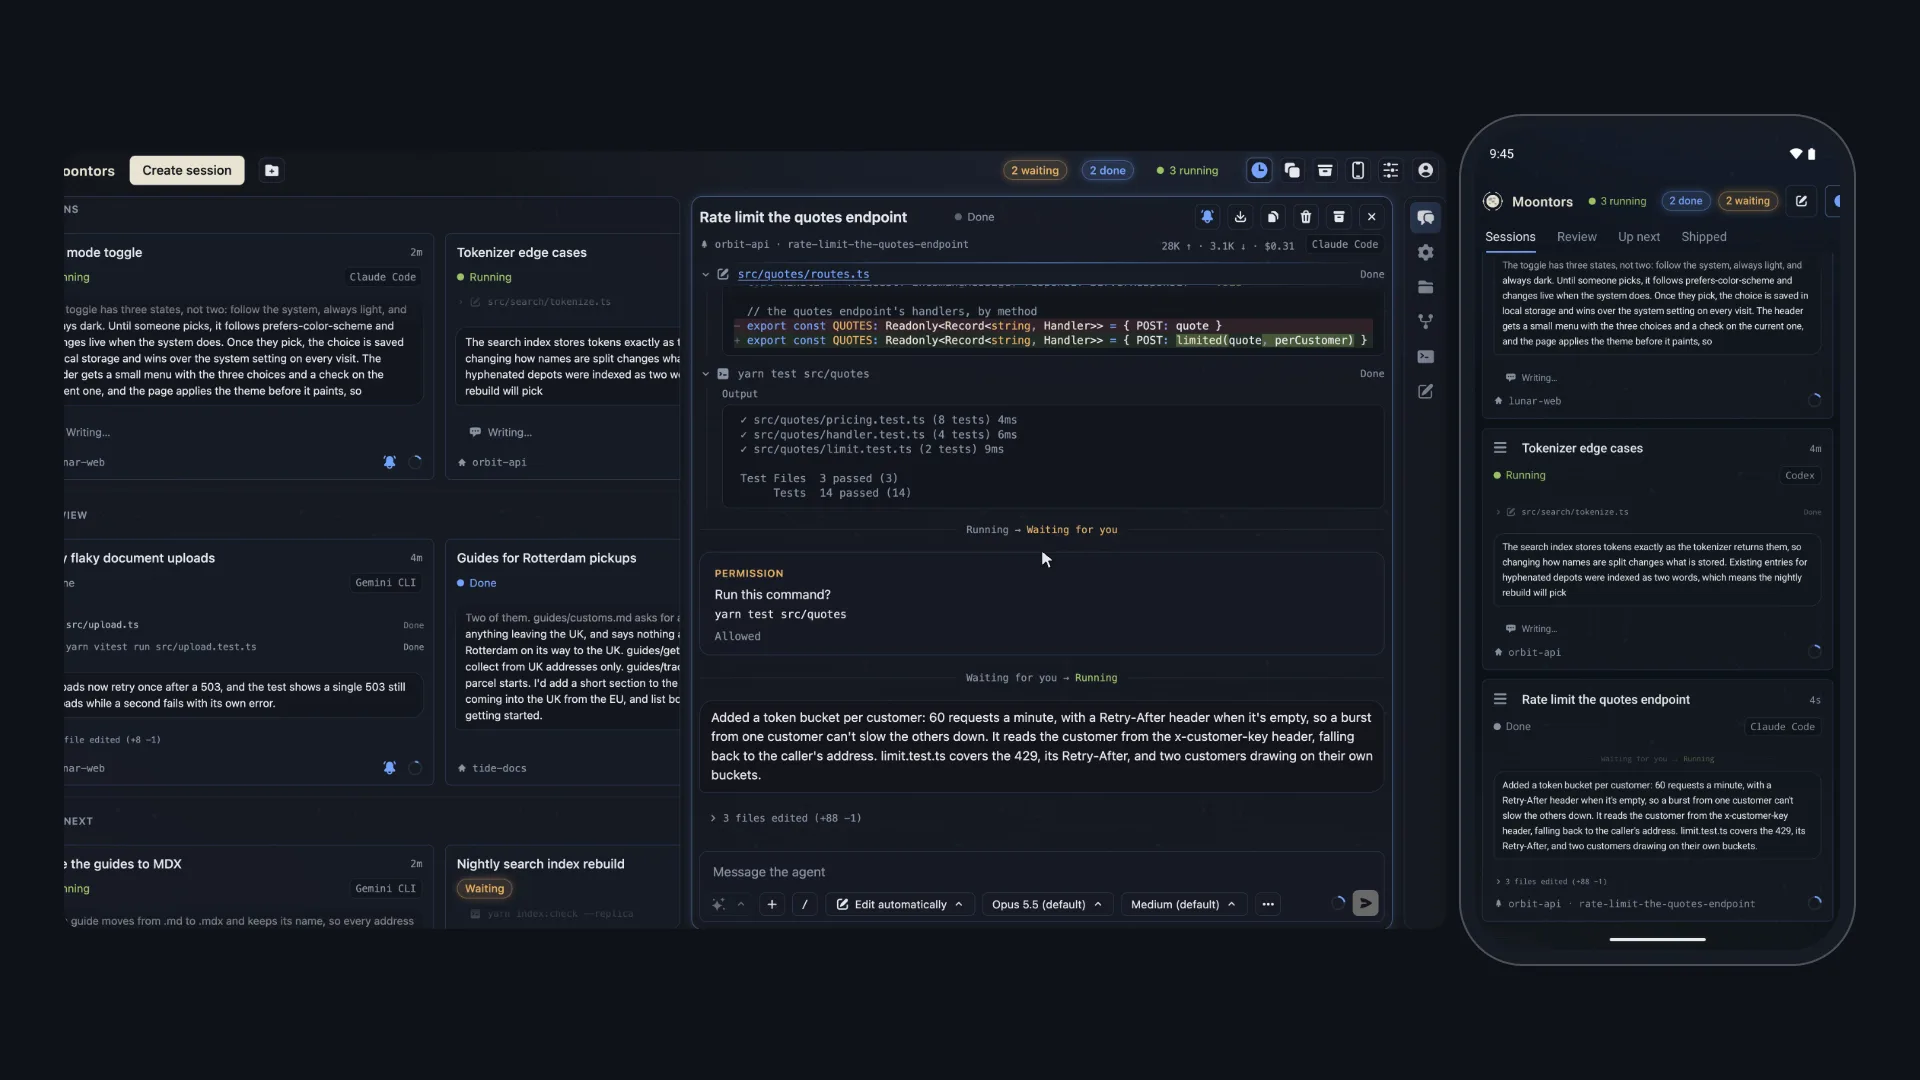 oontors
Create session
2 waiting
2 done
3 running
NS
mode toggle
2m
nning
Claude Code
toggle has three states, not two: follow the system, always light, and
ays dark. Until someone picks, it follows prefers-color-scheme and
nges live when the system does. Once they pick, the choice is saved
cal storage and wins over the system setting on every visit. The
der gets a small menu with the three choices and a check on the
ent one, and the page applies the theme before it paints, so
Writing...
nar-web
Tokenizer edge cases
Running
src/search/tokenize.ts
The search index stores tokens exactly as t
changing how names are split changes wha
hyphenated depots were indexed as two w
rebuild will pick
Writing...
orbit-api
VIEW
y flaky document uploads
4m
ne
Gemini CLI
src/upload.ts
Done
yarn vitest run src/upload.test.ts
Done
oads now retry once after a 503, and the test shows a single 503 still
oads while a second fails with its own error.
file edited (+8 −1)
nar-web
Guides for Rotterdam pickups
Done
Two of them. guides/customs.md asks for a
anything leaving the UK, and says nothing a
Rotterdam on its way to the UK. guides/get
collect from UK addresses only. guides/trac
parcel starts. I'd add a short section to the
coming into the UK from the EU, and list bo
getting started.
tide-docs
NEXT
e the guides to MDX
2m
nning
Gemini CLI
guide moves from .md to .mdx and keeps its name, so every address
Nightly search index rebuild
Waiting
yarn index:check --replica
Rate limit the quotes endpoint
Done
orbit-api · rate-limit-the-quotes-endpoint
28K ↑ · 3.1K ↓ · $0.31
Claude Code
src/quotes/routes.ts
Done
// the quotes endpoint's handlers, by method
- export const QUOTES: Readonly<Record<string, Handler>> = { POST: quote }
+ export const QUOTES: Readonly<Record<string, Handler>> = { POST: limited(quote, perCustomer) }
yarn test src/quotes
Done
Output
✓ src/quotes/pricing.test.ts (8 tests) 4ms
✓ src/quotes/handler.test.ts (4 tests) 6ms
✓ src/quotes/limit.test.ts (2 tests) 9ms
Test Files 3 passed (3)
Tests 14 passed (14)
Running → Waiting for you
PERMISSION
Run this command?
yarn test src/quotes
Allowed
Waiting for you → Running
Added a token bucket per customer: 60 requests a minute, with a Retry-After header when it's empty, so a burst
from one customer can't slow the others down. It reads the customer from the x-customer-key header, falling
back to the caller's address. limit.test.ts covers the 429, its Retry-After, and two customers drawing on their own
buckets.
3 files edited (+88 −1)
Message the agent
+
/
Edit automatically
Opus 5.5 (default)
Medium (default)
9:45
Moontors
3 running
2 done
2 waiting
Sessions
Review
Up next
Shipped
The toggle has three states, not two: follow the system, always light, and
always dark. Until someone picks, it follows prefers-color-scheme and
changes live when the system does. Once they pick, the choice is saved in
local storage and wins over the system setting on every visit. The header
gets a small menu with the three choices and a check on the current one,
and the page applies the theme before it paints, so
Writing...
lunar-web
Tokenizer edge cases
4m
Running
Codex
src/search/tokenize.ts
Done
The search index stores tokens exactly as the tokenizer returns them, so
changing how names are split changes what is stored. Existing entries for
hyphenated depots were indexed as two words, which means the nightly
rebuild will pick
Writing...
orbit-api
Rate limit the quotes endpoint
4s
Done
Claude Code
Waiting for you → Running
Added a token bucket per customer: 60 requests a minute, with a
Retry-After header when it's empty, so a burst from one customer can't
slow the others down. It reads the customer from the x-customer-key
header, falling back to the caller's address. limit.test.ts covers the 429, its
Retry-After, and two customers drawing on their own buckets.
3 files edited (+88 −1)
orbit-api · rate-limit-the-quotes-endpoint